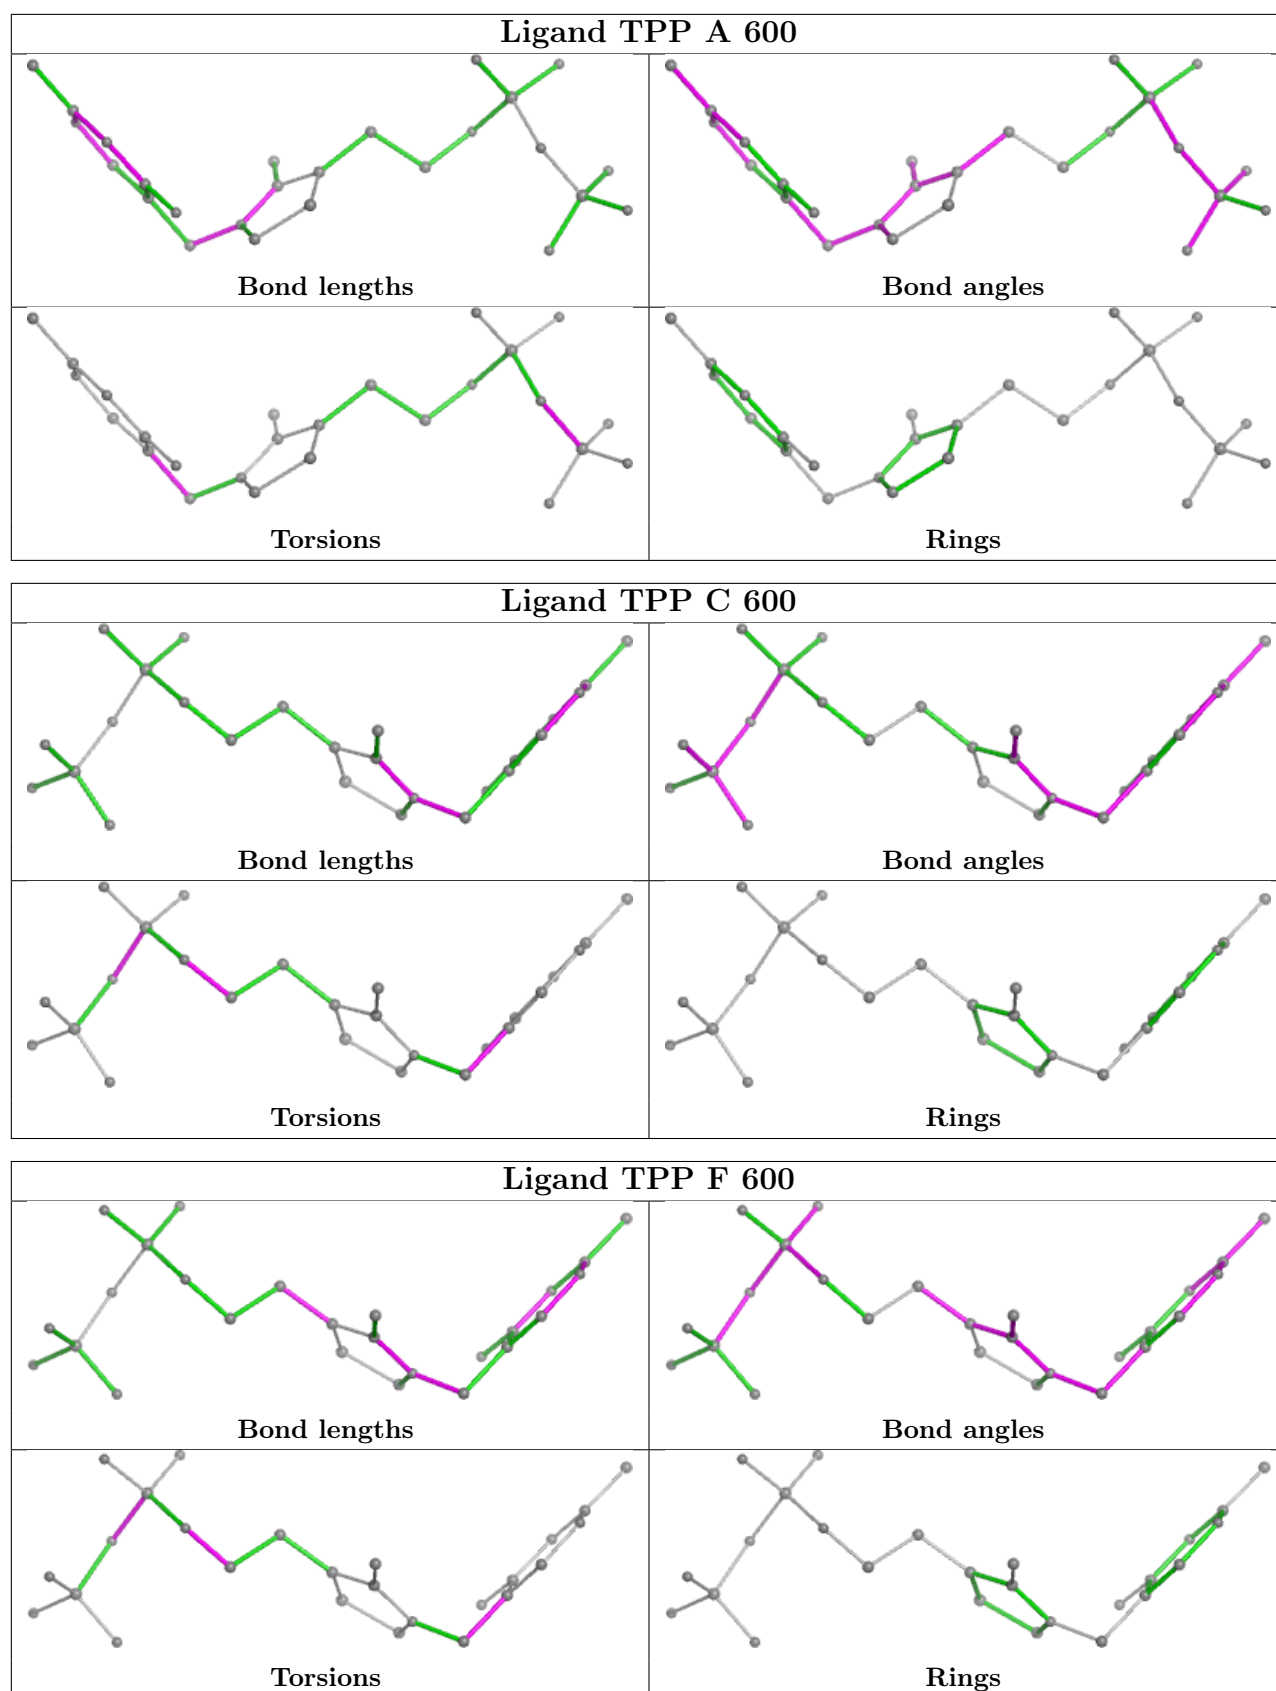 Ligand TPP A 600
Bond lengths
Bond angles
Torsions
Rings
Ligand TPP C 600
Bond lengths
Bond angles
Torsions
Rings
Ligand TPP F 600
Bond lengths
Bond angles
Torsions
Rings